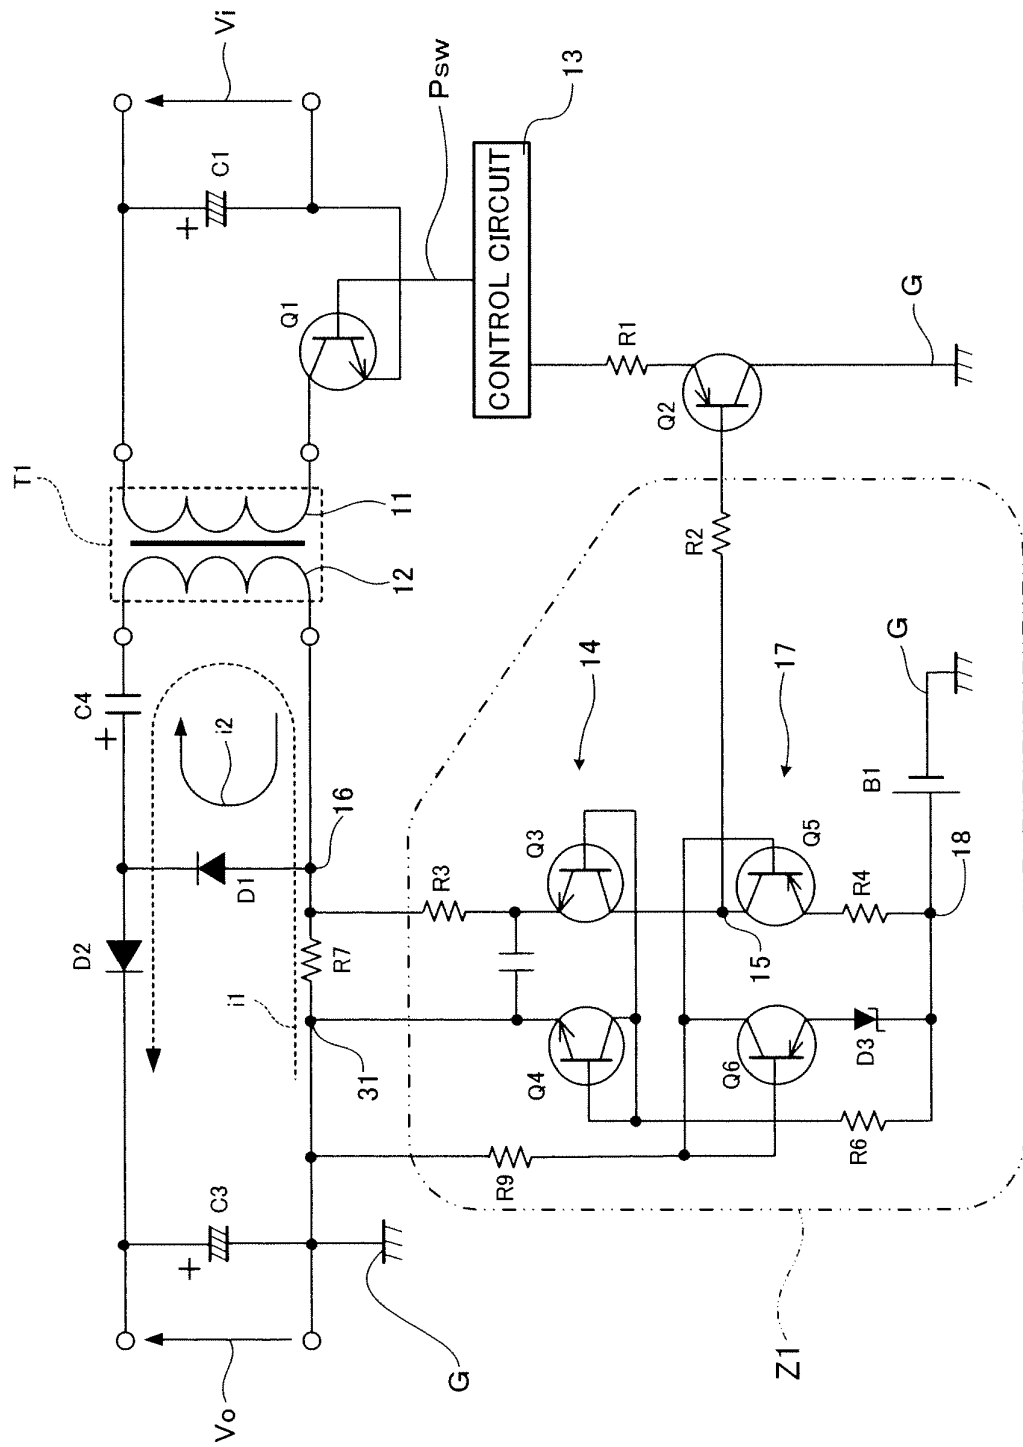 Vo
Vi
T1
C3
+
D2
i1
D1
C4
+
i2
12
11
C1
+
Q1
Psw
G
31
R7
16
CONTROL CIRCUIT
13
R9
R3
14
Q4
Q3
R1
R2
Q2
G
Q6
15
Q5
17
R6
D3
R4
18
B1
G
Z1